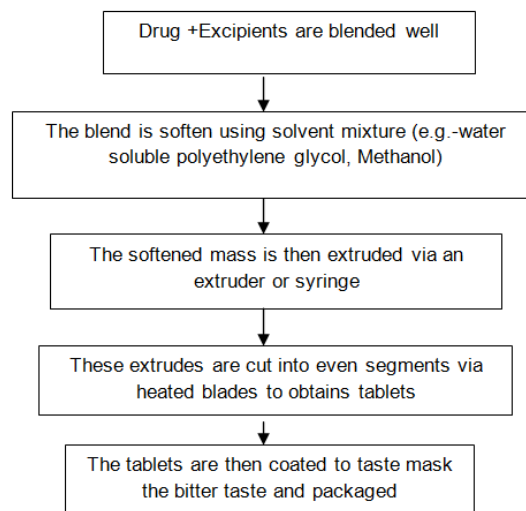 Drug +Excipients are blended well
The blend is soften using solvent mixture (e.g.-water
soluble polyethylene glycol, Methanol)
The softened mass is then extruded via an
extruder or syringe
These extrudes are cut into even segments via
heated blades to obtains tablets
The tablets are then coated to taste mask
the bitter taste and packaged